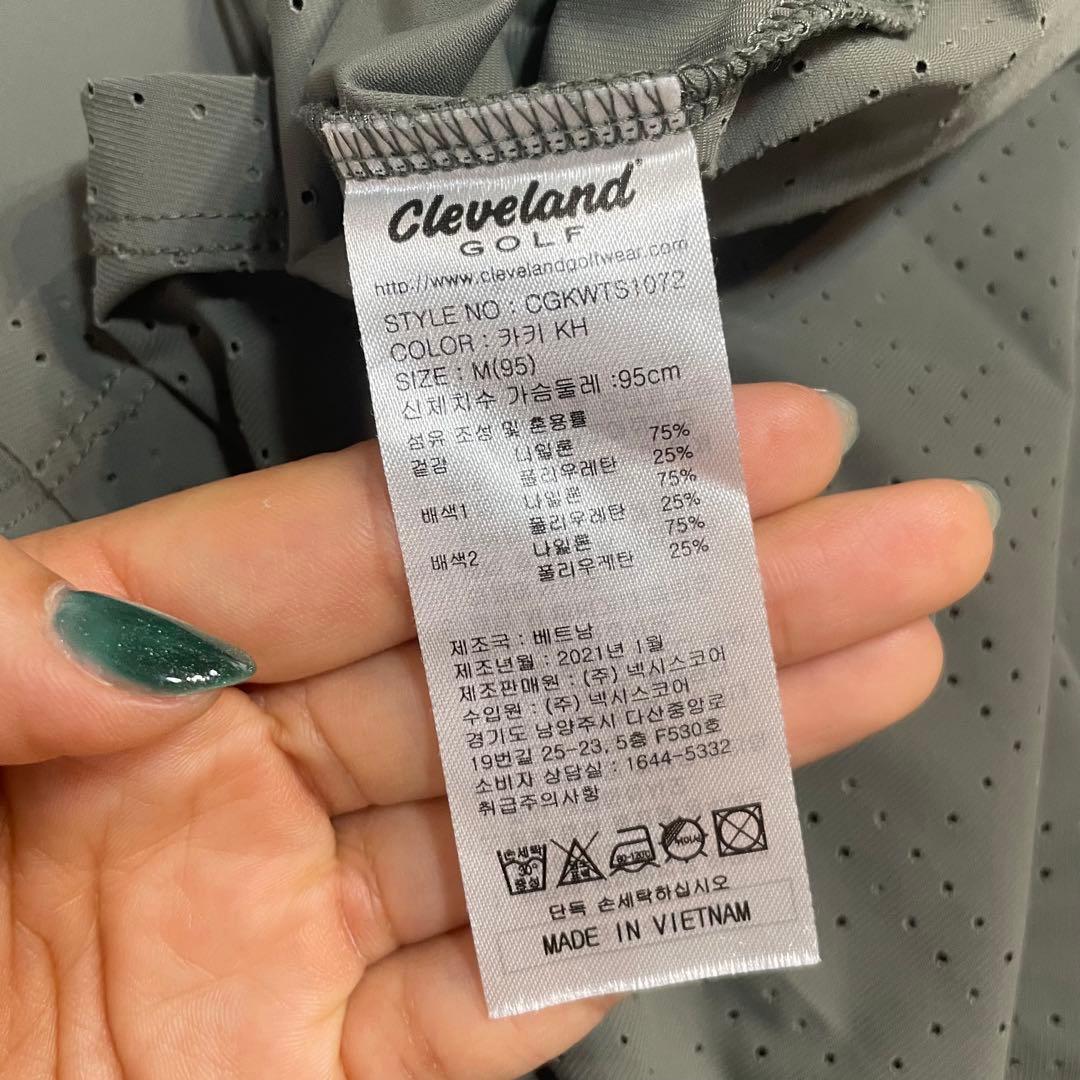 Cleveland
GOLF
http://www.clevelandgolfwear.com
STYLE NO : CGKWTS1072
COLOR : 카키 KH
SIZE : M(95)
신체치수 가슴둘레 :95cm
섬유 조성 및 혼용률
겉감 나일론 75%
폴리우레탄 25%
배색1 나일론 75%
폴리우레탄 25%
배색2 나일론 75%
폴리우레탄 25%
제조국 : 베트남
제조년월 : 2021년 1월
제조판매원 : (주) 넥시스코어
수입원 : (주) 넥시스코어
경기도 남양주시 다산중앙로
19번길 25-23, 5층 F530호
소비자 상담실 : 1644-5332
취급주의사항
손세탁
30°
중성
80~120℃
단독 손세탁하십시오
MADE IN VIETNAM